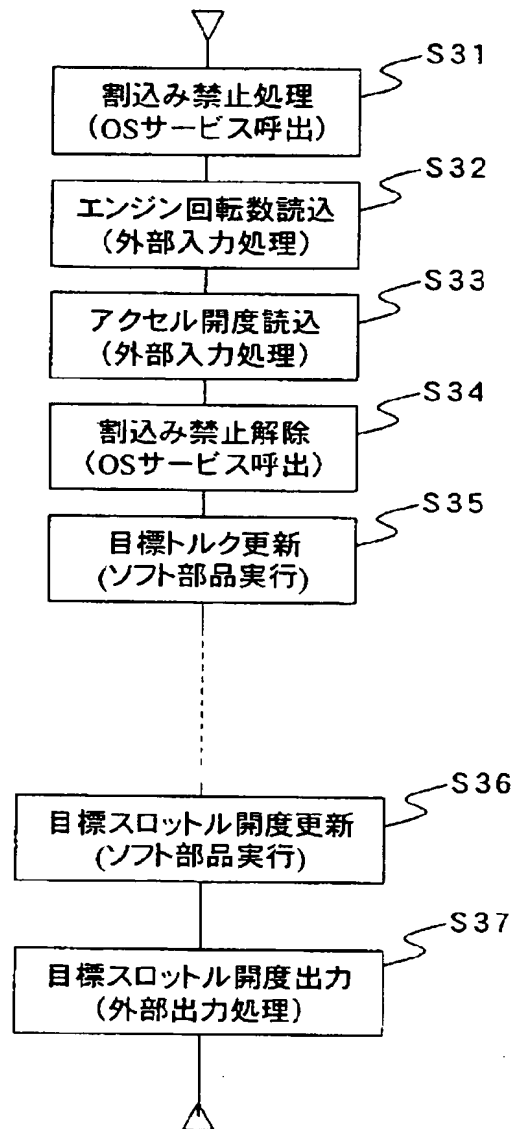 S31
割込み禁止処理
(OSサービス呼出)
S32
エンジン回転数読込
(外部入力処理)
S33
アクセル開度読込
(外部入力処理)
S34
割込み禁止解除
(OSサービス呼出)
S35
目標トルク更新
(ソフト部品実行)
S36
目標スロットル開度更新
(ソフト部品実行)
S37
目標スロットル開度出力
(外部出力処理)